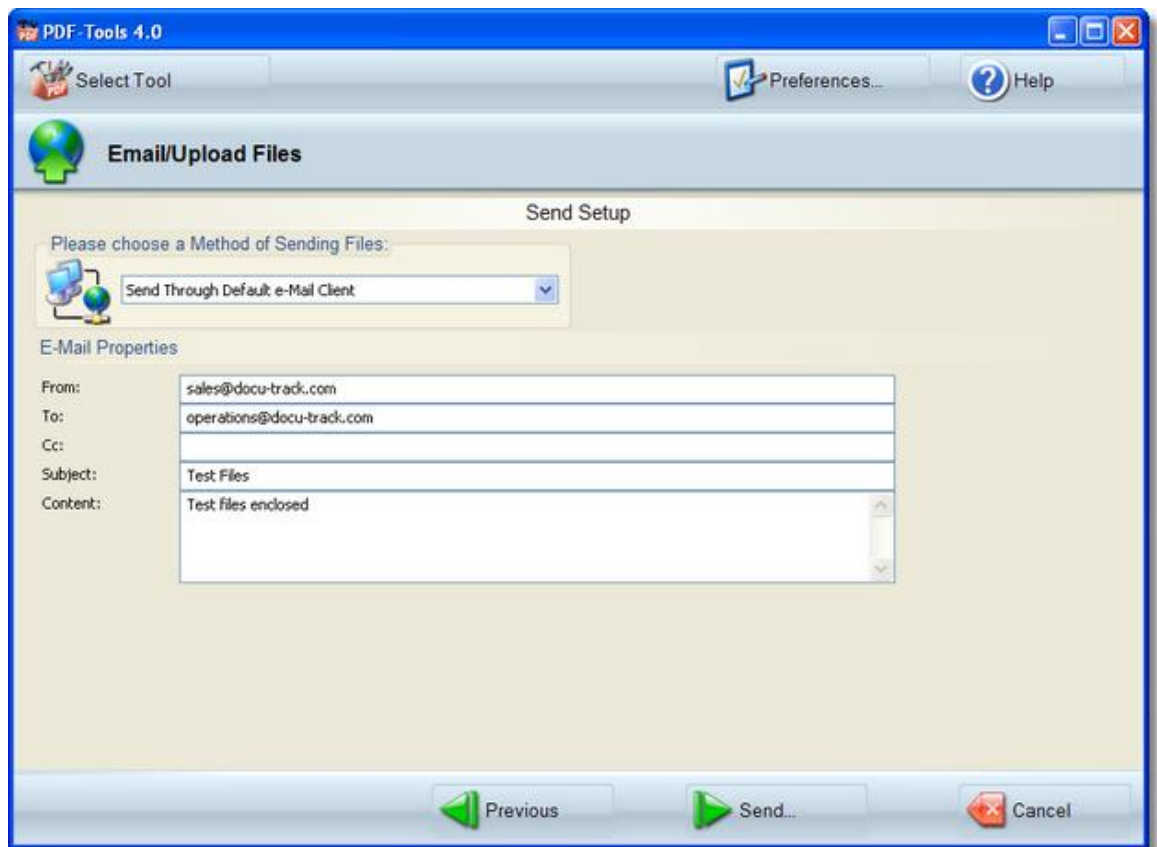 PDF-Tools 4.0
Select Tool
Preferences...
Help
Email/Upload Files
Send Setup
Please choose a Method of Sending Files:
Send Through Default e-Mail Client
E-Mail Properties
From: sales@docu-track.com
To: operations@docu-track.com
Cc:
Subject: Test Files
Content: Test files enclosed
Previous
Send...
Cancel